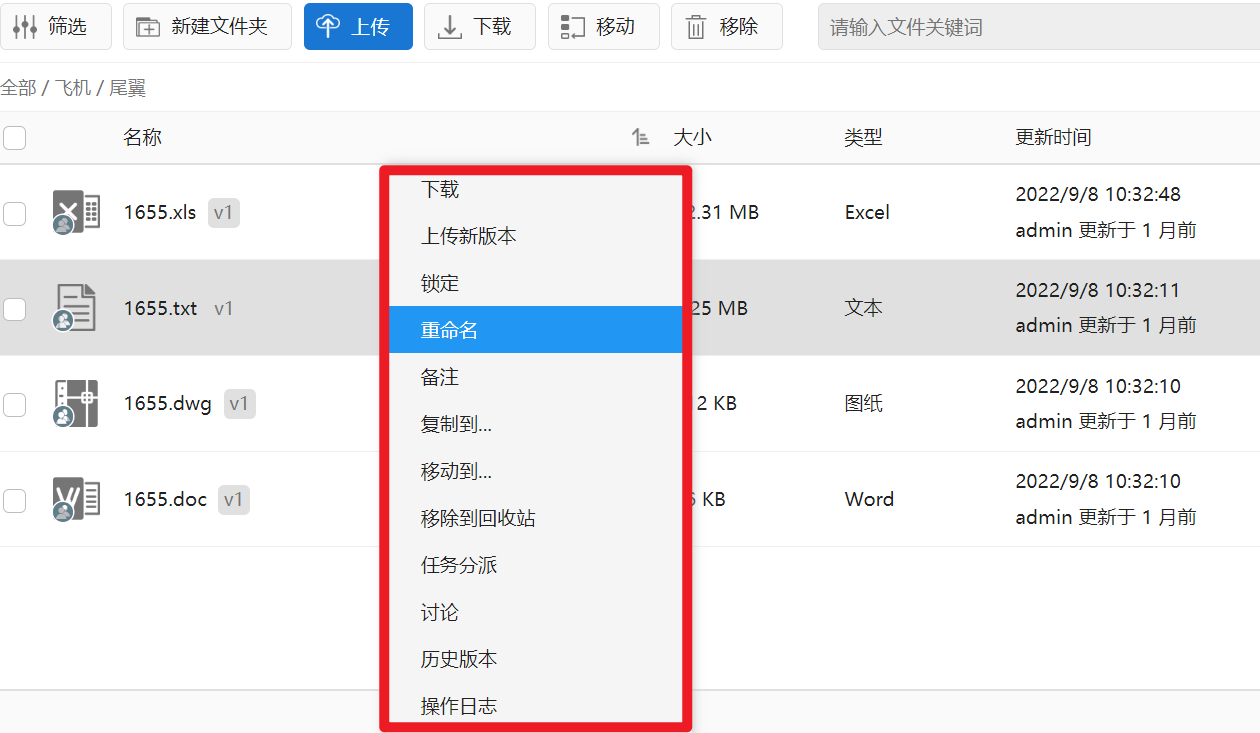 筛选 新建文件夹 上传 下载 移动 移除 请输入文件关键词
全部 / 飞机 / 尾翼
名称 大小 类型 更新时间
1655.xls v1 2.31 MB Excel 2022/9/8 10:32:48
admin 更新于 1 月前
1655.txt v1 25 MB 文本 2022/9/8 10:32:11
admin 更新于 1 月前
1655.dwg v1 2 KB 图纸 2022/9/8 10:32:10
admin 更新于 1 月前
1655.doc v1 6 KB Word 2022/9/8 10:32:10
admin 更新于 1 月前
下载
上传新版本
锁定
重命名
备注
复制到...
移动到...
移除到回收站
任务分派
讨论
历史版本
操作日志